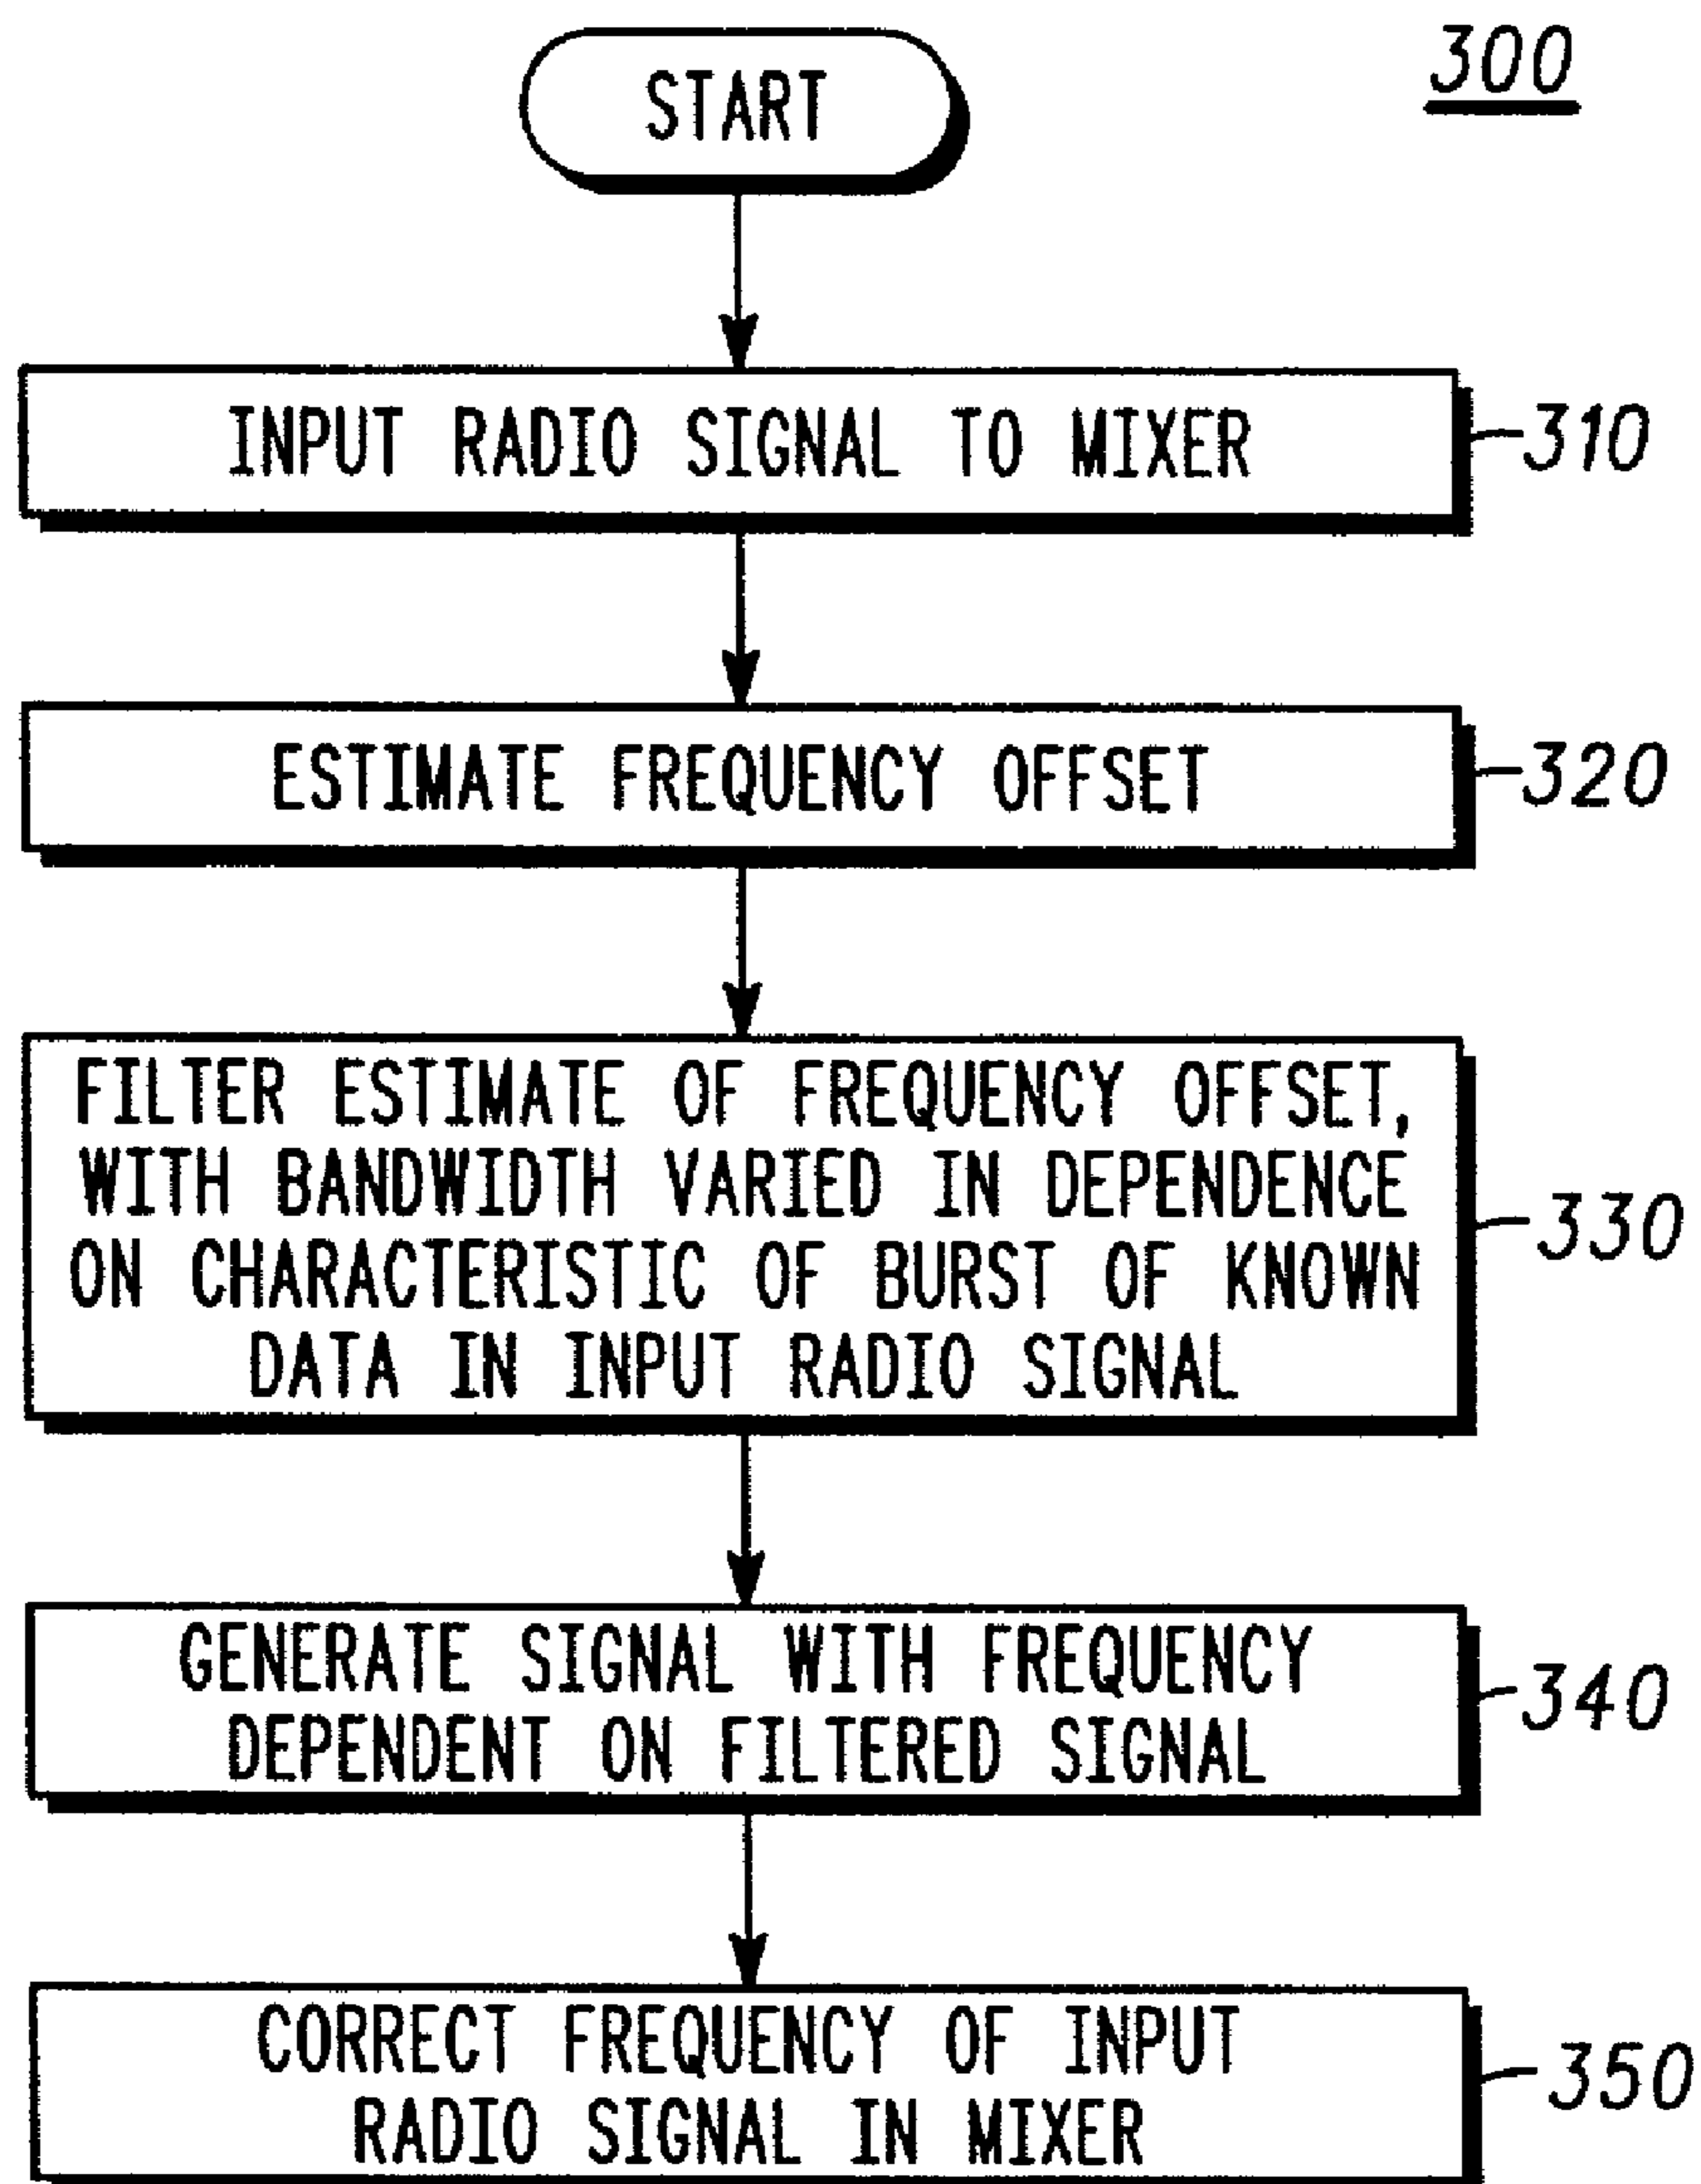 300
START
INPUT RADIO SIGNAL TO MIXER
310
ESTIMATE FREQUENCY OFFSET
320
FILTER ESTIMATE OF FREQUENCY OFFSET,
WITH BANDWIDTH VARIED IN DEPENDENCE
ON CHARACTERISTIC OF BURST OF KNOWN
DATA IN INPUT RADIO SIGNAL
330
GENERATE SIGNAL WITH FREQUENCY
DEPENDENT ON FILTERED SIGNAL
340
CORRECT FREQUENCY OF INPUT
RADIO SIGNAL IN MIXER
350